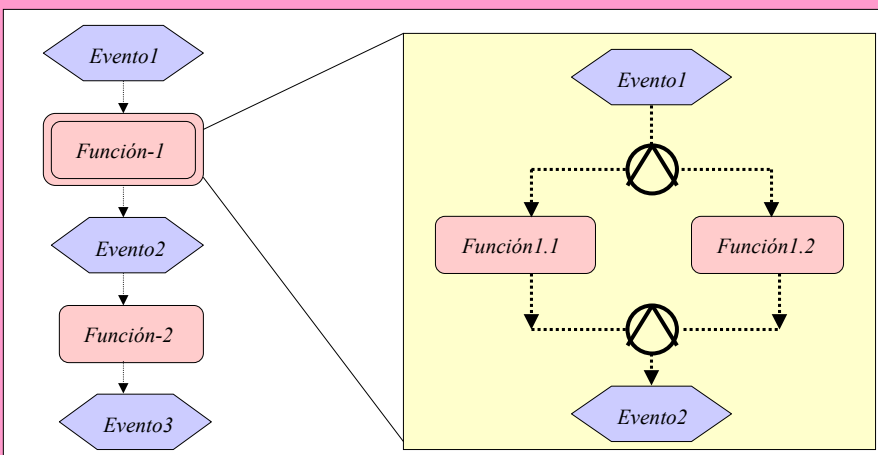 Evento1
Función-1
Evento2
Función-2
Evento3
Evento1
Función1.1
Función1.2
Evento2